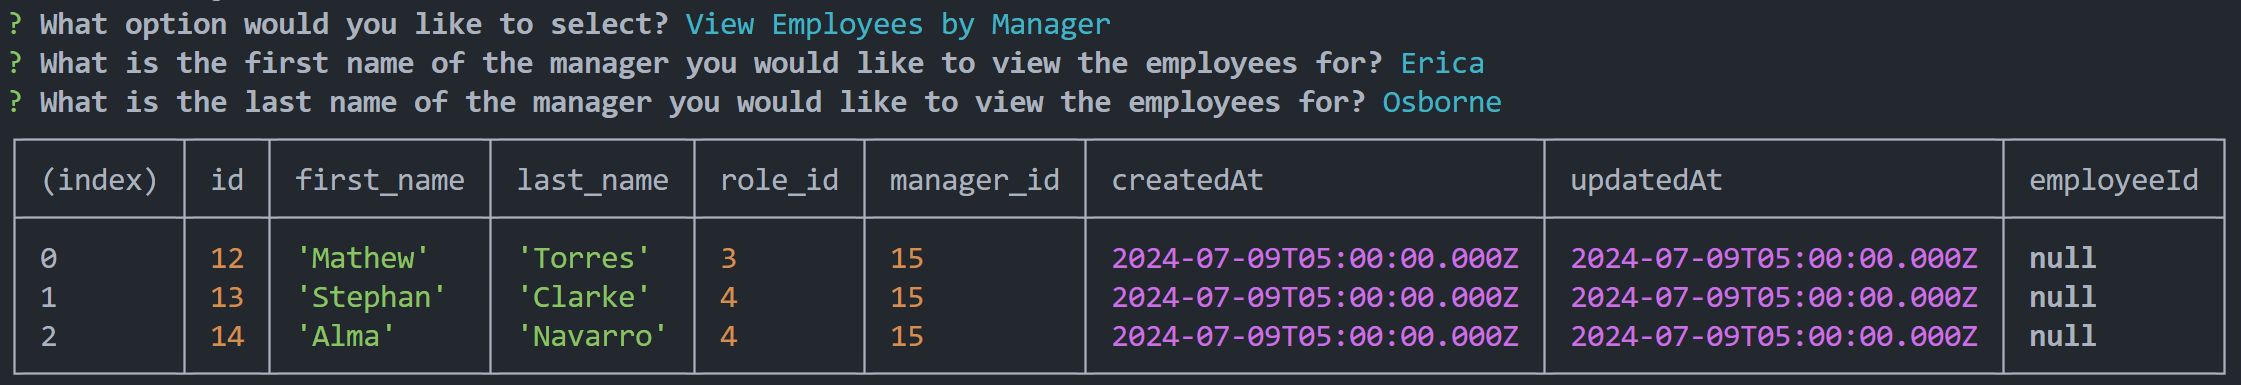 ? What option would you like to select? View Employees by Manager
? What is the first name of the manager you would like to view the employees for? Erica
? What is the last name of the manager you would like to view the employees for? Osborne
(index) id first_name last_name role_id manager_id createdAt updatedAt employeeId
0 12 'Mathew' 'Torres' 3 15 2024-07-09T05:00:00.000Z 2024-07-09T05:00:00.000Z null
1 13 'Stephan' 'Clarke' 4 15 2024-07-09T05:00:00.000Z 2024-07-09T05:00:00.000Z null
2 14 'Alma' 'Navarro' 4 15 2024-07-09T05:00:00.000Z 2024-07-09T05:00:00.000Z null